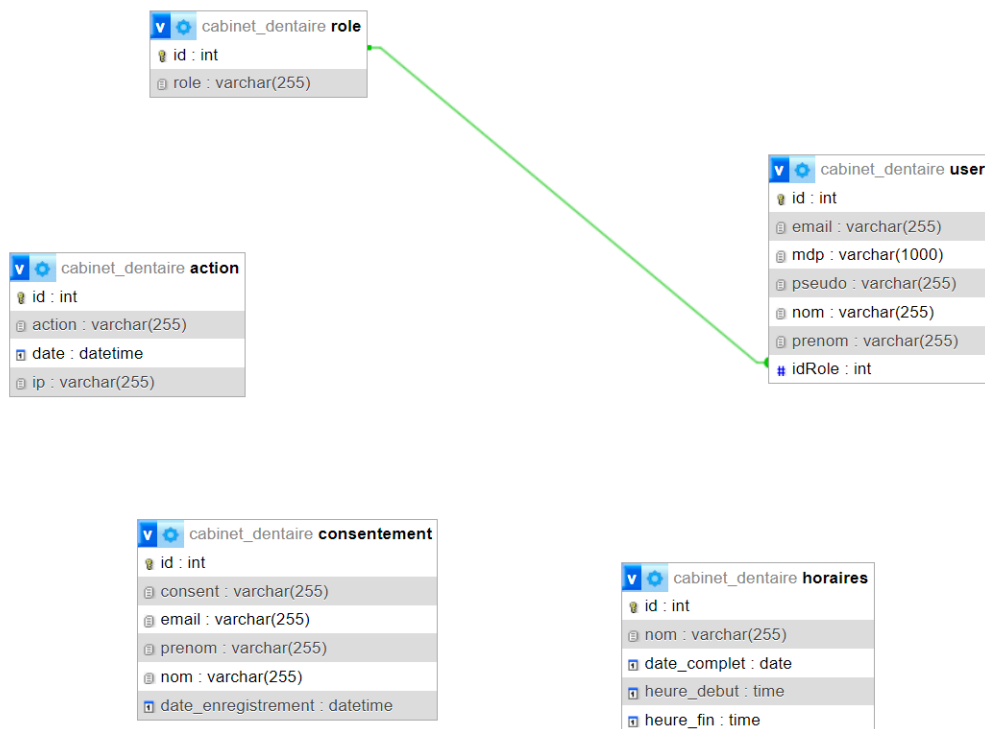 v cabinet_dentaire role
id : int
role : varchar(255)
v cabinet_dentaire user
id : int
email : varchar(255)
mdp : varchar(1000)
pseudo : varchar(255)
nom : varchar(255)
prenom : varchar(255)
# idRole : int
v cabinet_dentaire action
id : int
action : varchar(255)
date : datetime
ip : varchar(255)
v cabinet_dentaire consentement
id : int
consent : varchar(255)
email : varchar(255)
prenom : varchar(255)
nom : varchar(255)
date_enregistrement : datetime
v cabinet_dentaire horaires
id : int
nom : varchar(255)
date_complet : date
heure_debut : time
heure_fin : time